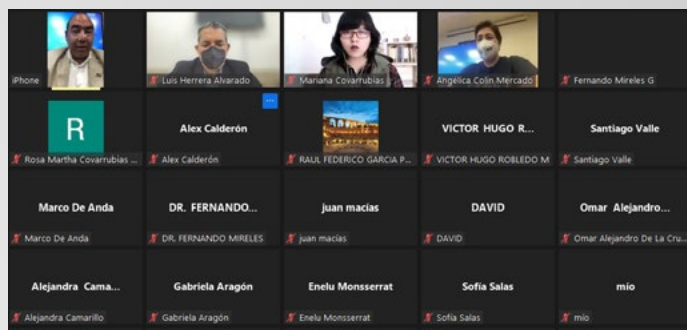 iPhone
Luis Herrera Alvarado
Mariana Covarrubias
Angélica Colin Mercado
Fernando Mireles G
R
Alex Calderón
VICTOR HUGO R...
Santiago Valle
Rosa Martha Covarrubias ...
Alex Calderón
RAUL FEDERICO GARCIA P...
VICTOR HUGO ROBLEDO M
Santiago Valle
Marco De Anda
DR. FERNANDO...
juan macías
DAVID
Omar Alejandro...
Marco De Anda
DR. FERNANDO MIRELES
juan macías
DAVID
Omar Alejandro De La Cru...
Alejandra Cama...
Gabriela Aragón
Enelu Monsserrat
Sofía Salas
mío
Alejandra Camarillo
Gabriela Aragón
Enelu Monsserrat
Sofía Salas
mío